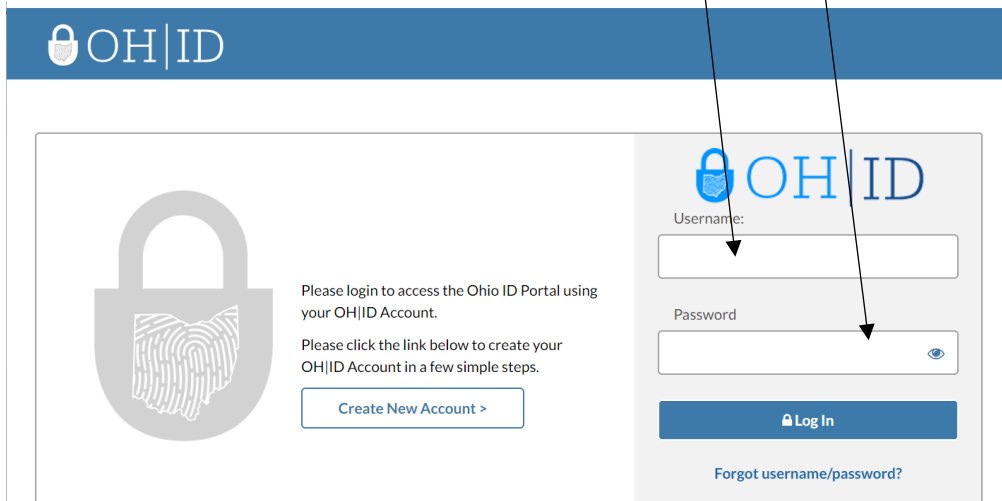 OH|ID
OH|ID
Username:
Please login to access the Ohio ID Portal using
your OH|ID Account.
Password
Please click the link below to create your
OH|ID Account in a few simple steps.
Create New Account >
Log In
Forgot username/password?